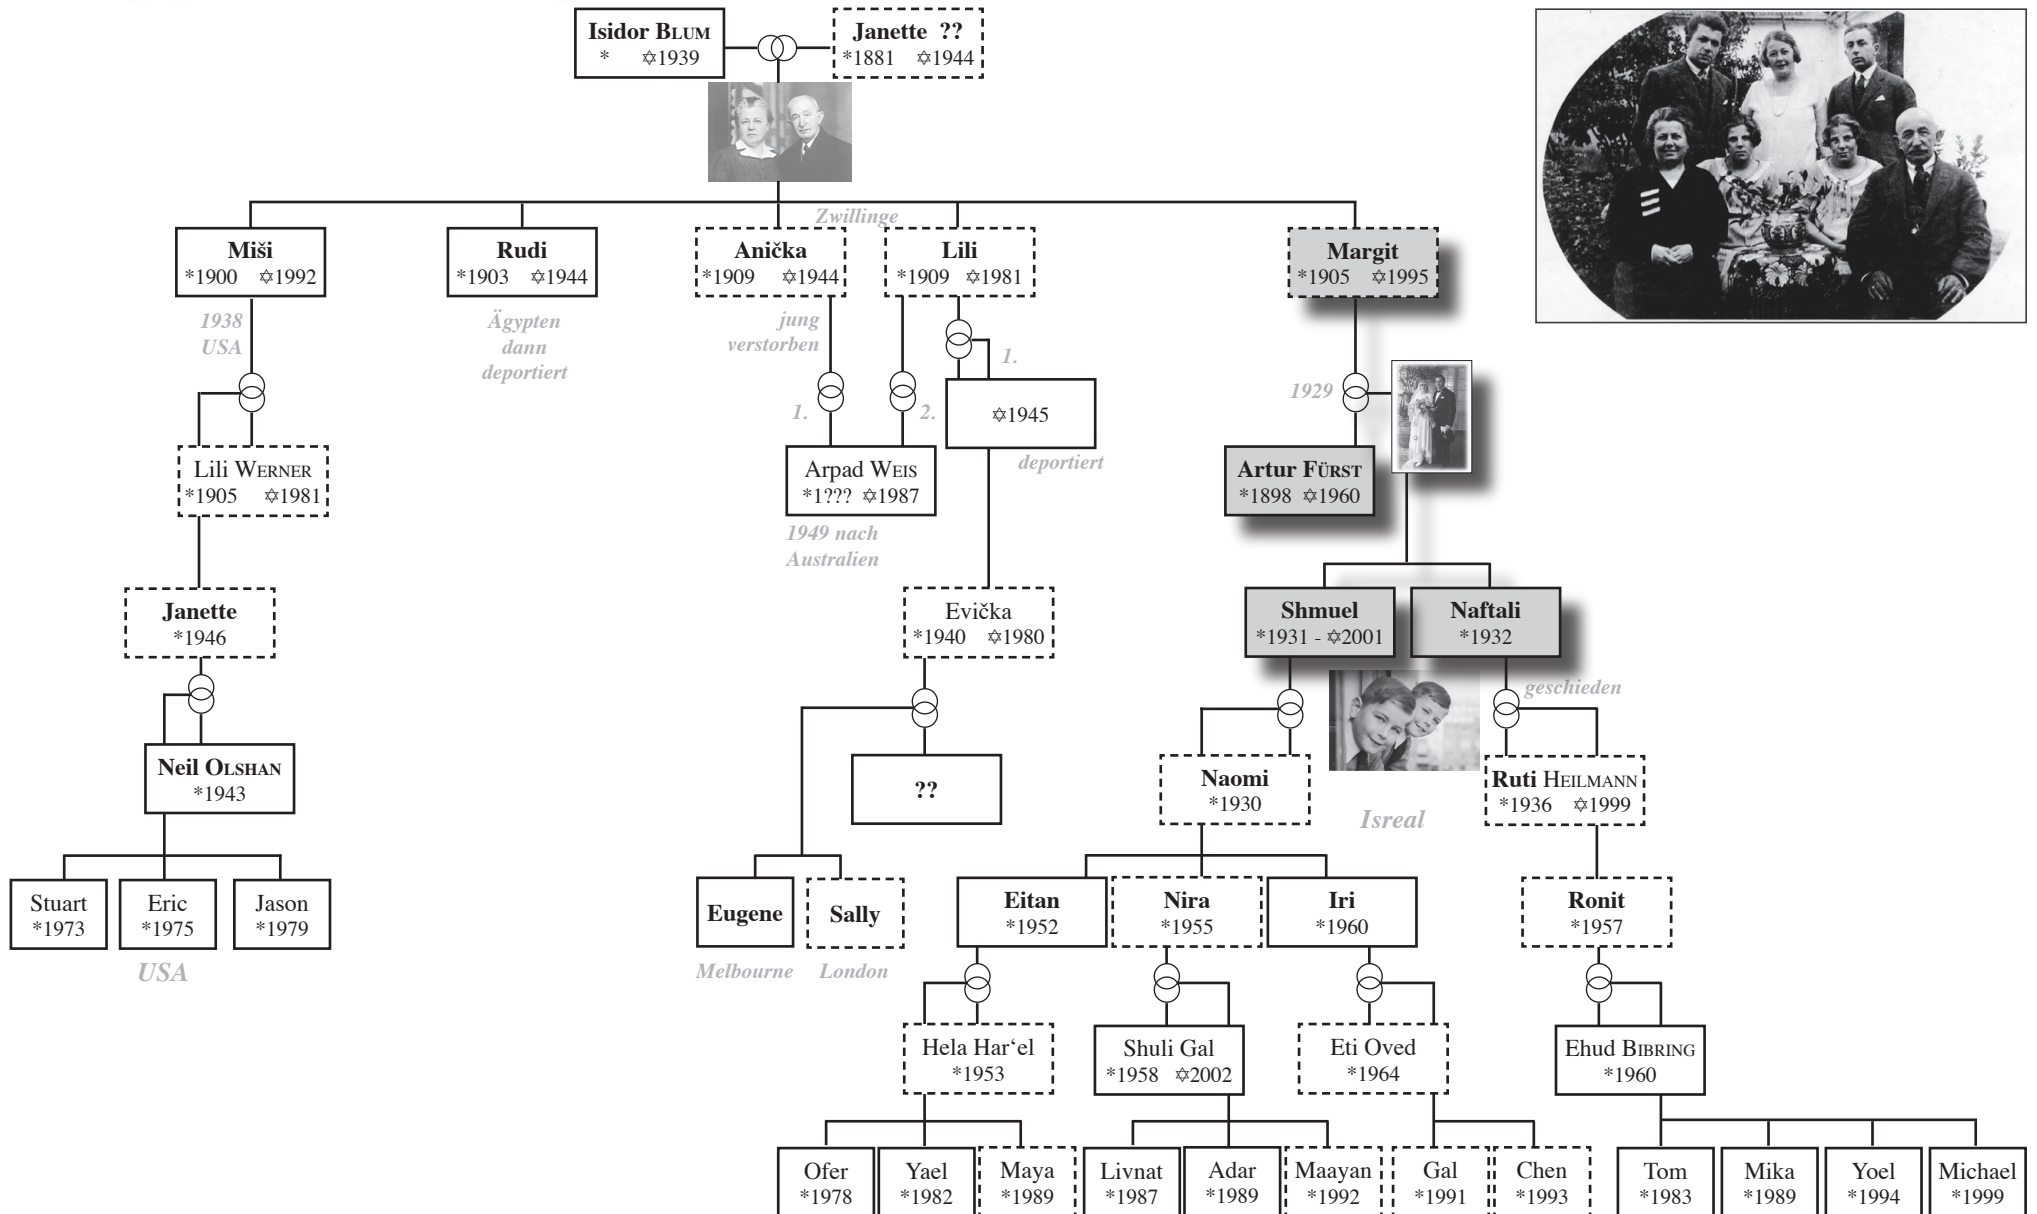 Isidor BLUM
* ✡1939
Janette ??
*1881 ✡1944
Zwillinge
Miši
*1900 ✡1992
Rudi
*1903 ✡1944
Anička
*1909 ✡1944
Lili
*1909 ✡1981
Margit
*1905 ✡1995
1938
USA
Ägypten
dann
deportiert
jung
verstorben
1.
1929
1.
2.
✡1945
deportiert
Lili WERNER
*1905 ✡1981
Arpad WEIS
*1??? ✡1987
Artur FÜRST
*1898 ✡1960
1949 nach
Australien
Janette
*1946
Evička
*1940 ✡1980
Shmuel
*1931 - ✡2001
Naftali
*1932
geschieden
Neil OLSHAN
*1943
??
Naomi
*1930
Isreal
Ruti HEILMANN
*1936 ✡1999
Stuart
*1973
Eric
*1975
Jason
*1979
USA
Eugene
Sally
Melbourne
London
Eitan
*1952
Nira
*1955
Iri
*1960
Ronit
*1957
Hela Har‘el
*1953
Shuli Gal
*1958 ✡2002
Eti Oved
*1964
Ehud BIBRING
*1960
Ofer
*1978
Yael
*1982
Maya
*1989
Livnat
*1987
Adar
*1989
Maayan
*1992
Gal
*1991
Chen
*1993
Tom
*1983
Mika
*1989
Yoel
*1994
Michael
*1999